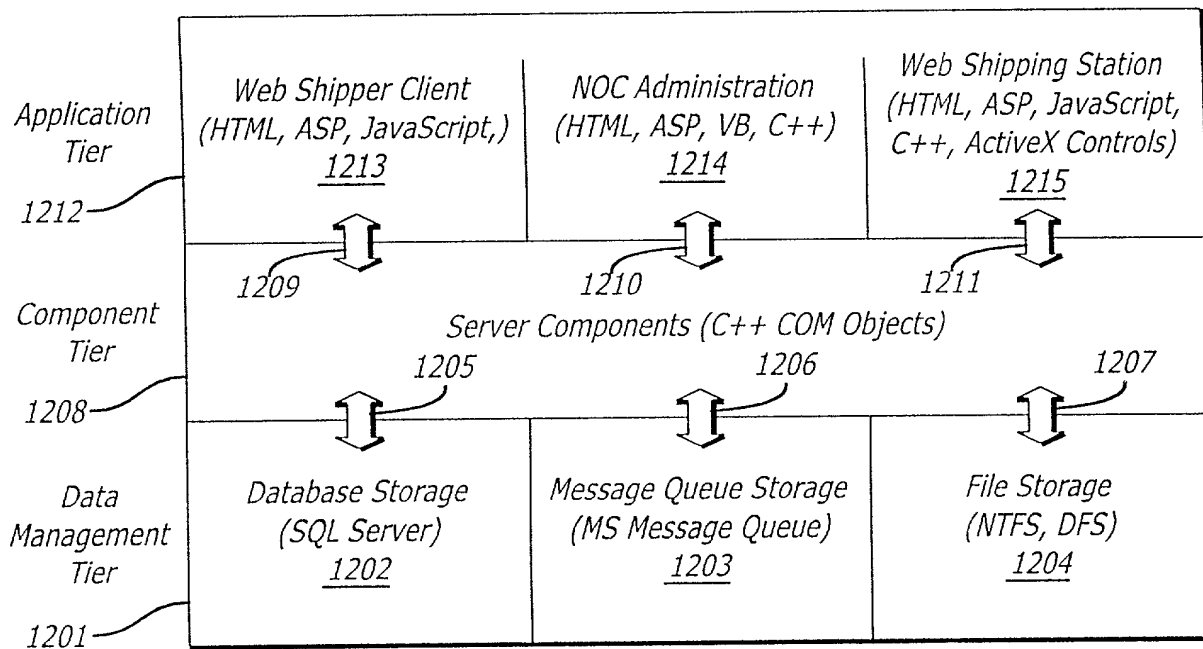 Application
Tier
1212
Web Shipper Client
(HTML, ASP, JavaScript,)
1213
NOC Administration
(HTML, ASP, VB, C++)
1214
Web Shipping Station
(HTML, ASP, JavaScript,
C++, ActiveX Controls)
1215
1209
1210
1211
Component
Tier
1208
Server Components (C++ COM Objects)
1205
1206
1207
Data
Management
Tier
1201
Database Storage
(SQL Server)
1202
Message Queue Storage
(MS Message Queue)
1203
File Storage
(NTFS, DFS)
1204